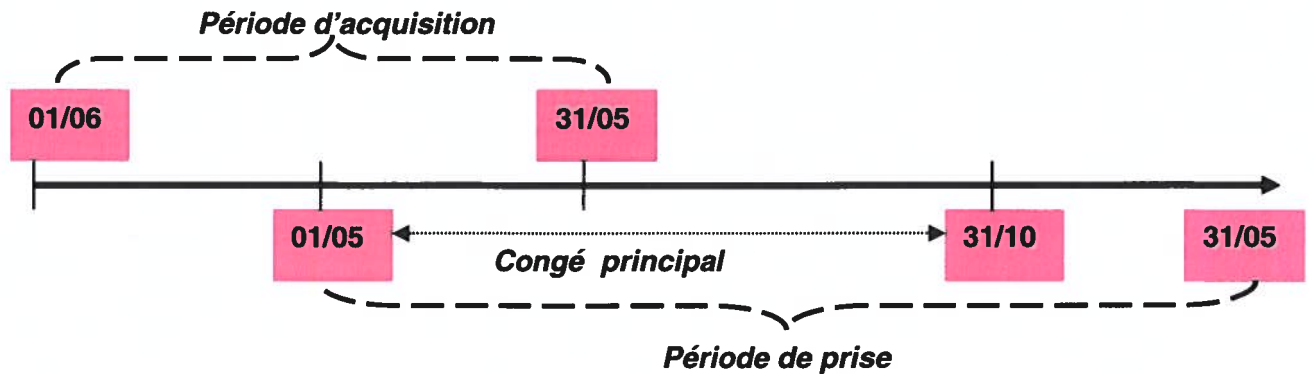 Période d'acquisition
01/06
31/05
01/05
Congé principal
31/10
31/05
Période de prise